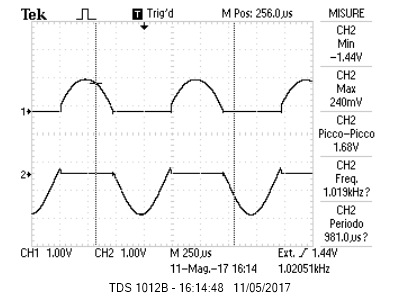 Tek T Trig'd M Pos: 256.0us MISURE
CH2
Min
-1.44V
CH2
Max
240mV
1
CH2
Picco-Picco
1.68V
CH2
Freq.
1.019kHz?
2
CH2
Periodo
981.0us?
CH1 1.00V CH2 1.00V M 250us Ext. 1.44V
11-Mag.-17 16:14 1.02051kHz
TDS 1012B - 16:14:48 11/05/2017